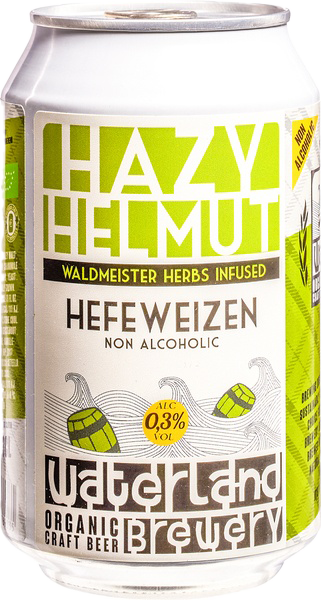 HAZY
HELMUT
WALDMEISTER HERBS INFUSED
HEFEWEIZEN
NON ALCOHOLIC
ALC
0,3%
VOL
Waterland
ORGANIC
CRAFT BEER
Brewery
NON
ALCOHOLIC